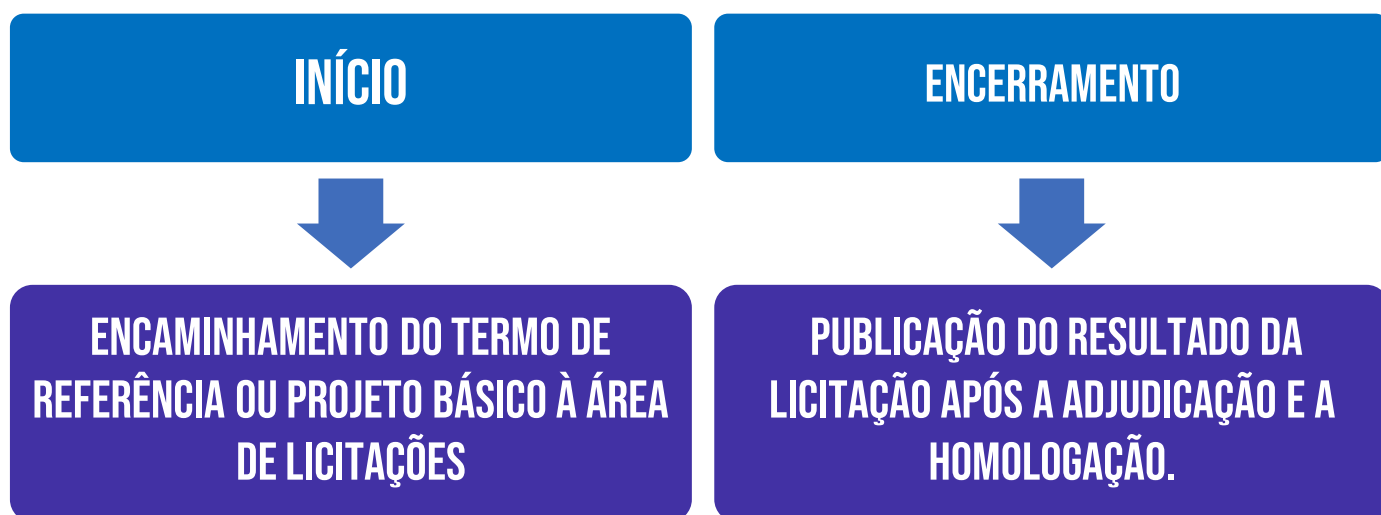 INÍCIO
ENCAMINHAMENTO DO TERMO DE
REFERÊNCIA OU PROJETO BÁSICO À ÁREA
DE LICITAÇÕES
ENCERRAMENTO
PUBLICAÇÃO DO RESULTADO DA
LICITAÇÃO APÓS A ADJUDICAÇÃO E A
HOMOLOGAÇÃO.